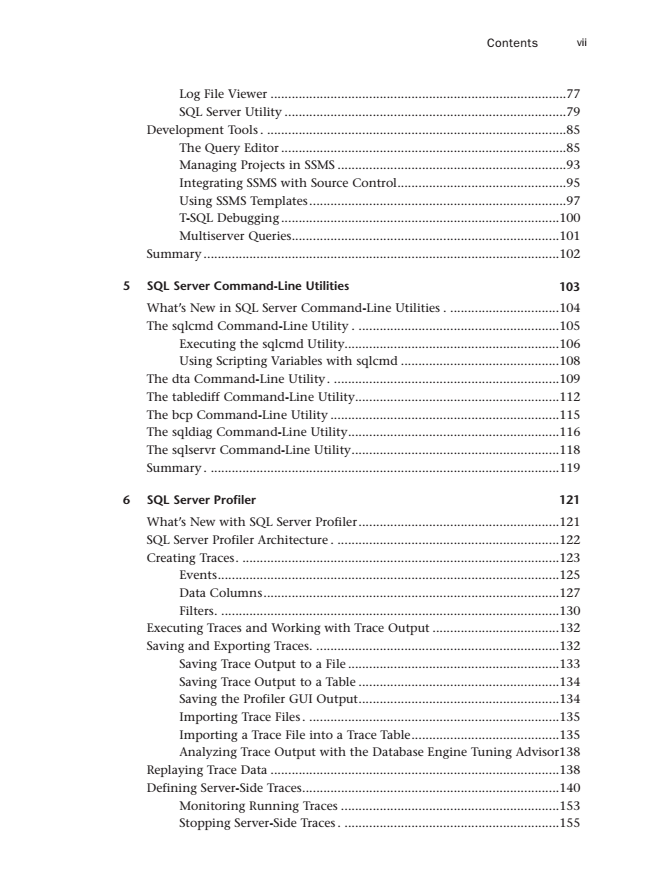 Contents vii
Log File Viewer ....................................................................................77
SQL Server Utility ................................................................................79
Development Tools. .....................................................................................85
The Query Editor .................................................................................85
Managing Projects in SSMS .................................................................93
Integrating SSMS with Source Control................................................95
Using SSMS Templates.........................................................................97
T-SQL Debugging ...............................................................................100
Multiserver Queries............................................................................101
Summary .....................................................................................................102
5 SQL Server Command-Line Utilities 103
What's New in SQL Server Command-Line Utilities . ...............................104
The sqlcmd Command-Line Utility . .........................................................105
Executing the sqlcmd Utility.............................................................106
Using Scripting Variables with sqlcmd .............................................108
The dta Command-Line Utility. ................................................................109
The tablediff Command-Line Utility..........................................................112
The bcp Command-Line Utility .................................................................115
The sqldiag Command-Line Utility............................................................116
The sqlservr Command-Line Utility...........................................................118
Summary. ....................................................................................................119
6 SQL Server Profiler 121
What's New with SQL Server Profiler.........................................................121
SQL Server Profiler Architecture . ...............................................................122
Creating Traces. ..........................................................................................123
Events.................................................................................................125
Data Columns....................................................................................127
Filters. .................................................................................................130
Executing Traces and Working with Trace Output ....................................132
Saving and Exporting Traces. .....................................................................132
Saving Trace Output to a File ............................................................133
Saving Trace Output to a Table .........................................................134
Saving the Profiler GUI Output.........................................................134
Importing Trace Files. ........................................................................135
Importing a Trace File into a Trace Table..........................................135
Analyzing Trace Output with the Database Engine Tuning Advisor138
Replaying Trace Data ..................................................................................138
Defining Server-Side Traces.........................................................................140
Monitoring Running Traces ..............................................................153
Stopping Server-Side Traces. .............................................................155